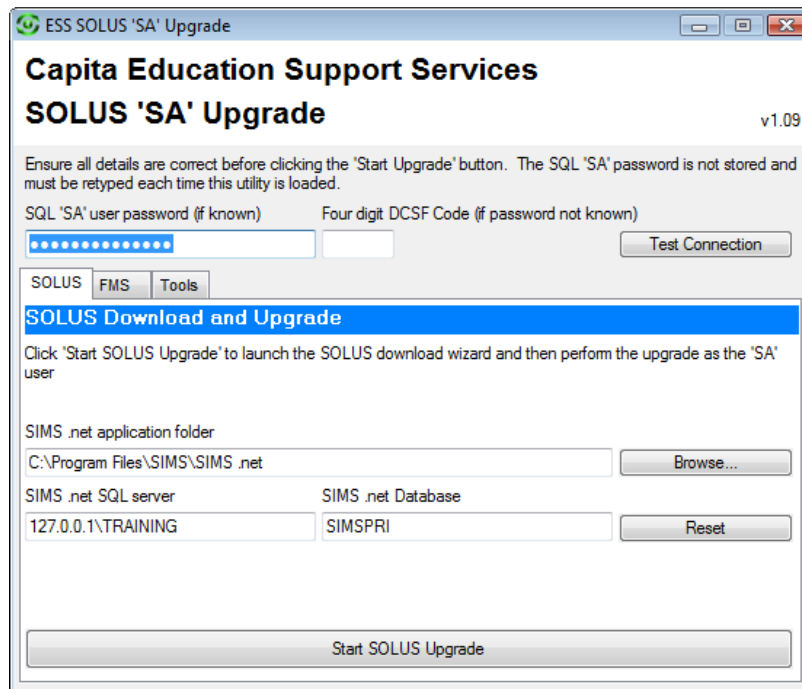 ESS SOLUS 'SA' Upgrade
Capita Education Support Services
SOLUS 'SA' Upgrade
v1.09
Ensure all details are correct before clicking the 'Start Upgrade' button. The SQL 'SA' password is not stored and
must be retyped each time this utility is loaded.
SQL 'SA' user password (if known) Four digit DCSF Code (if password not known)
●●●●●●●●●●●●●● Test Connection
SOLUS FMS Tools
SOLUS Download and Upgrade
Click 'Start SOLUS Upgrade' to launch the SOLUS download wizard and then perform the upgrade as the 'SA'
user
SIMS .net application folder
C:\Program Files\SIMS\SIMS .net Browse...
SIMS .net SQL server SIMS .net Database
127.0.0.1\TRAINING SIMSPRI Reset
Start SOLUS Upgrade